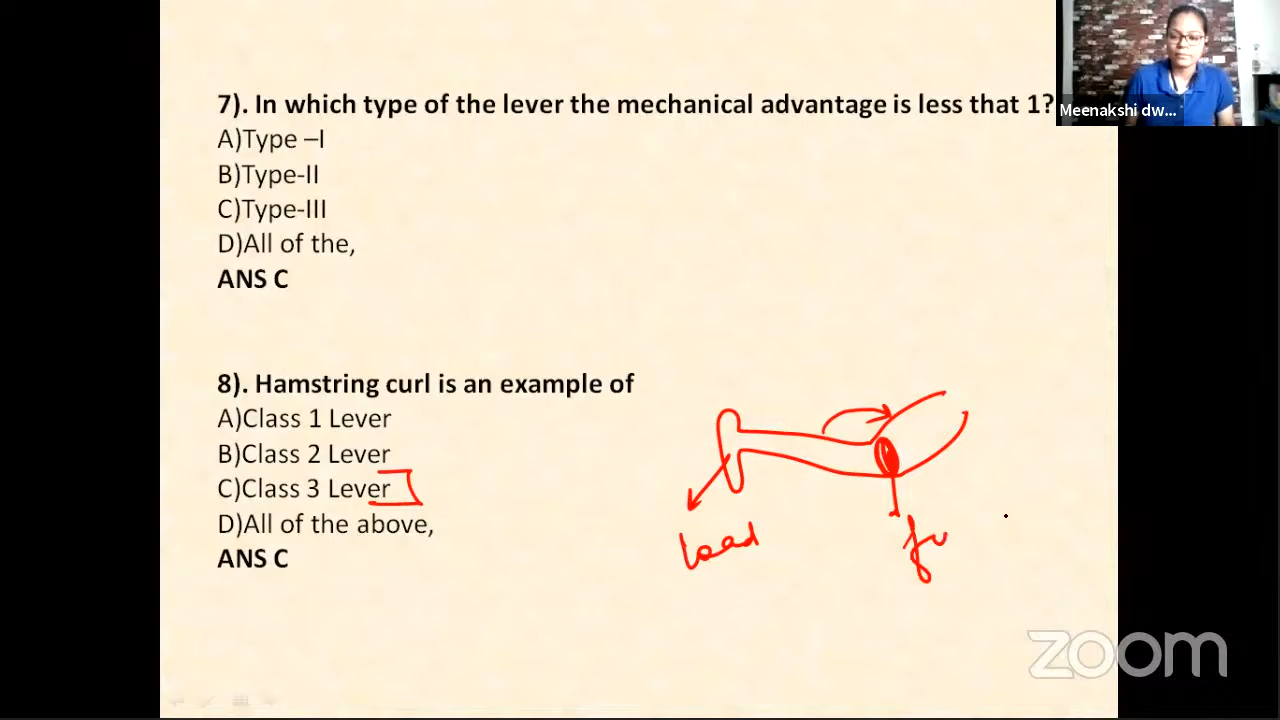 7). In which type of the lever the mechanical advantage is less that 1?
A)Type –I
B)Type-II
C)Type-III
D)All of the,
ANS C
8). Hamstring curl is an example of
A)Class 1 Lever
B)Class 2 Lever
C)Class 3 Lever
D)All of the above,
ANS C
load
fu
Meenakshi dw...
zoom